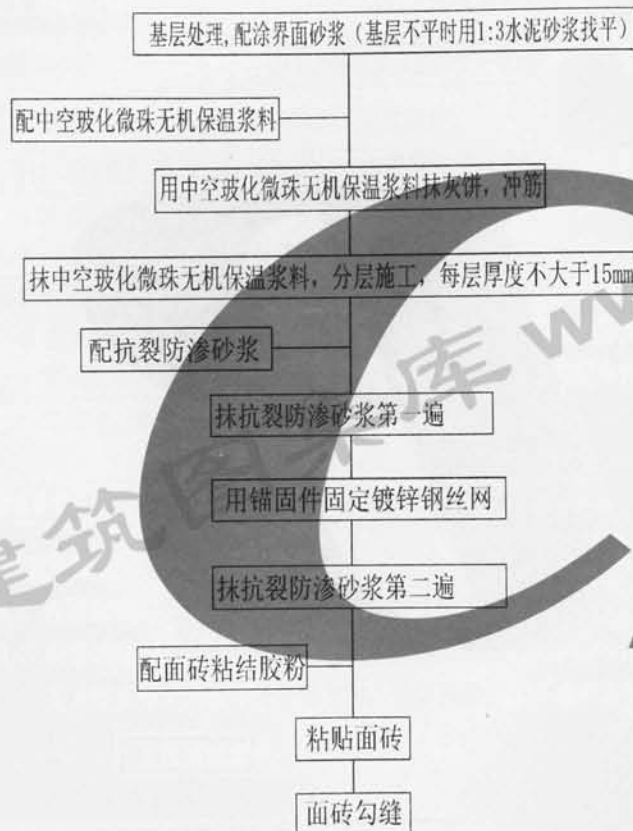 基层处理,配涂界面砂浆（基层不平时用1:3水泥砂浆找平）
配中空玻化微珠无机保温浆料
用中空玻化微珠无机保温浆料抹灰饼，冲筋
抹中空玻化微珠无机保温浆料，分层施工，每层厚度不大于15mm
配抗裂防渗砂浆
抹抗裂防渗砂浆第一遍
用锚固件固定镀锌钢丝网
抹抗裂防渗砂浆第二遍
配面砖粘结胶粉
粘贴面砖
面砖勾缝
筑图集库 w